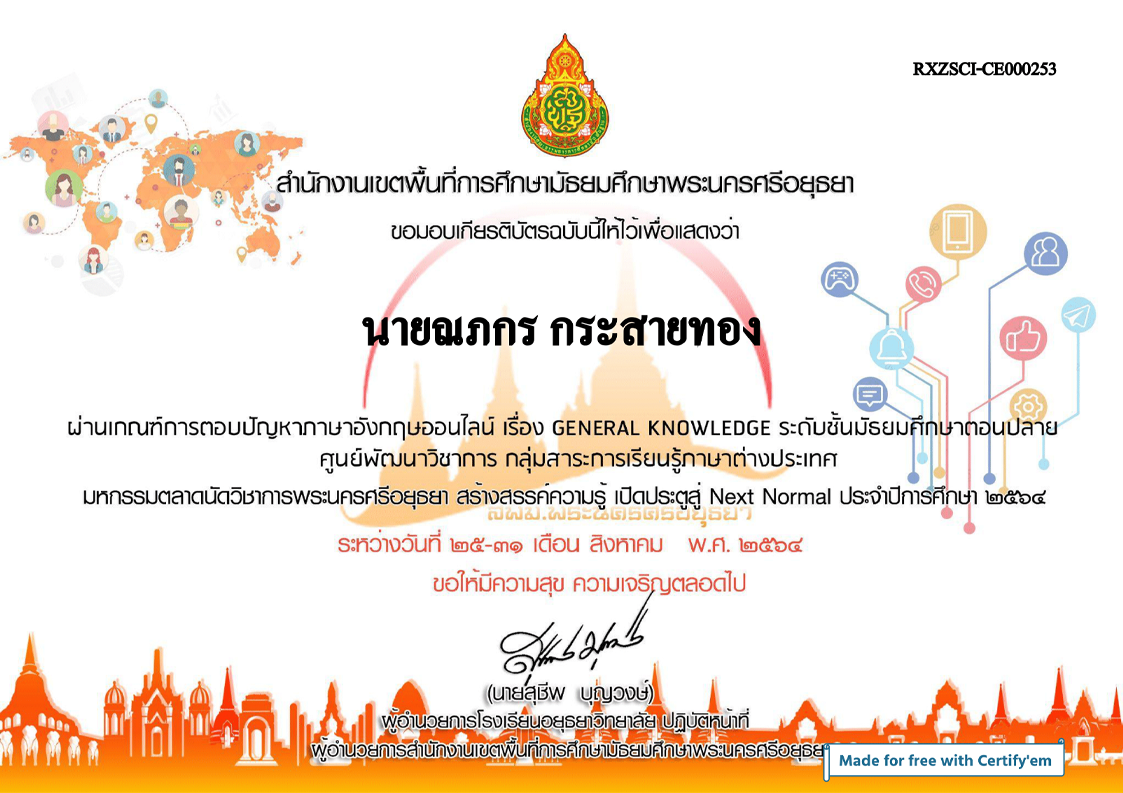 RXZSCI-CE000253
สำนักงานเขตพื้นที่การศึกษามัธยมศึกษาพระนครศรีอยุธยา
ขอมอบเกียรติบัตรฉบับนี้ให้ไว้เพื่อแสดงว่า
นายณภกร กระสายทอง
ผ่านเกณฑ์การตอบปัญหาภาษาอังกฤษออนไลน์ เรื่อง GENERAL KNOWLEDGE ระดับชั้นมัธยมศึกษาตอนปลาย
ศูนย์พัฒนาวิชาการ กลุ่มสาระการเรียนรู้ภาษาต่างประเทศ
มหกรรมตลาดนัดวิชาการพระนครศรีอยุธยา สร้างสรรค์ความรู้ เปิดประตูสู่ Next Normal ประจำปีการศึกษา ๒๕๖๔
สพม.พระนครศรีอยุธยา
ระหว่างวันที่ ๒๕-๓๑ เดือน สิงหาคม พ.ศ. ๒๕๖๔
ขอให้มีความสุข ความเจริญตลอดไป
(นายสุชีพ บุญวงษ์)
ผู้อำนวยการโรงเรียนอยุธยาวิทยาลัย ปฏิบัติหน้าที่
ผู้อำนวยการสำนักงานเขตพื้นที่การศึกษามัธยมศึกษาพระนครศรีอยุธยา
Made for free with Certify'em